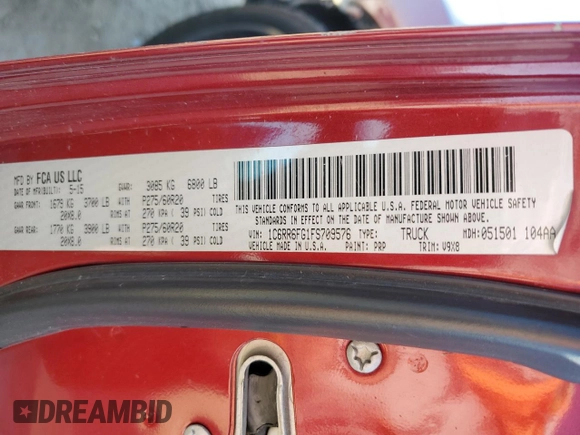 MFD BY FCA US LLC
DATE OF MFR(BUILT): 5-15 GVWR: 3085 KG 6800 LB
GAWR FRONT: 1679 KG 3700 LB WITH P275/60R20 TIRES
20X8.0 RIMS AT 270 KPA ( 39 PSI) COLD
GAWR REAR: 1770 KG 3900 LB WITH P275/60R20 TIRES
20X8.0 RIMS AT 270 KPA ( 39 PSI) COLD
THIS VEHICLE CONFORMS TO ALL APPLICABLE U.S.A. FEDERAL MOTOR VEHICLE SAFETY
STANDARDS IN EFFECT ON THE DATE OF MANUFACTURE SHOWN ABOVE.
VIN: 1C6RR6FG1FS709576 TYPE: TRUCK MDH: 051501 104AA
VEHICLE MADE IN U.S.A. PAINT: PRP TRIM: V9X8
DREAMBID